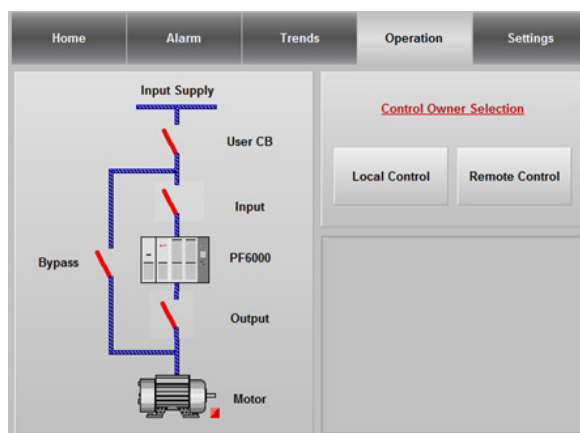 Home
Alarm
Trends
Operation
Settings
Input Supply
User CB
Input
PF6000
Bypass
Output
Motor
Control Owner Selection
Local Control
Remote Control